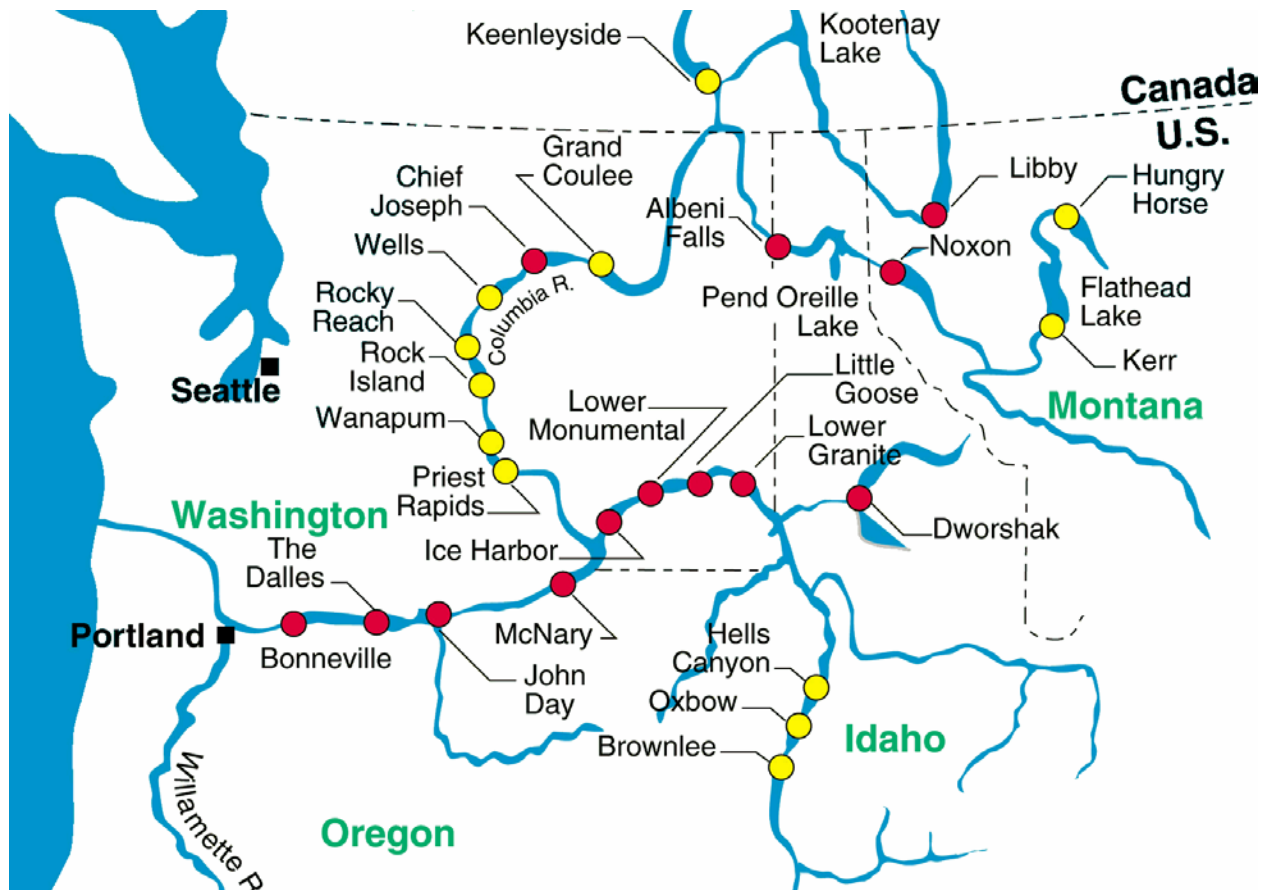 Keenleyside
Kootenay
Lake
Canada
U.S.
Grand
Coulee
Chief
Joseph
Libby
Hungry
Horse
Albeni
Falls
Wells
Noxon
Columbia R.
Rocky
Reach
Pend Oreille
Lake
Flathead
Lake
Rock
Island
Seattle
Little
Goose
Kerr
Montana
Wanapum
Lower
Monumental
Lower
Granite
Priest
Rapids
Washington
Dworshak
Ice Harbor
The
Dalles
Portland
Bonneville
McNary
John
Day
Hells
Canyon
Oxbow
Brownlee
Idaho
Willamette R
Oregon